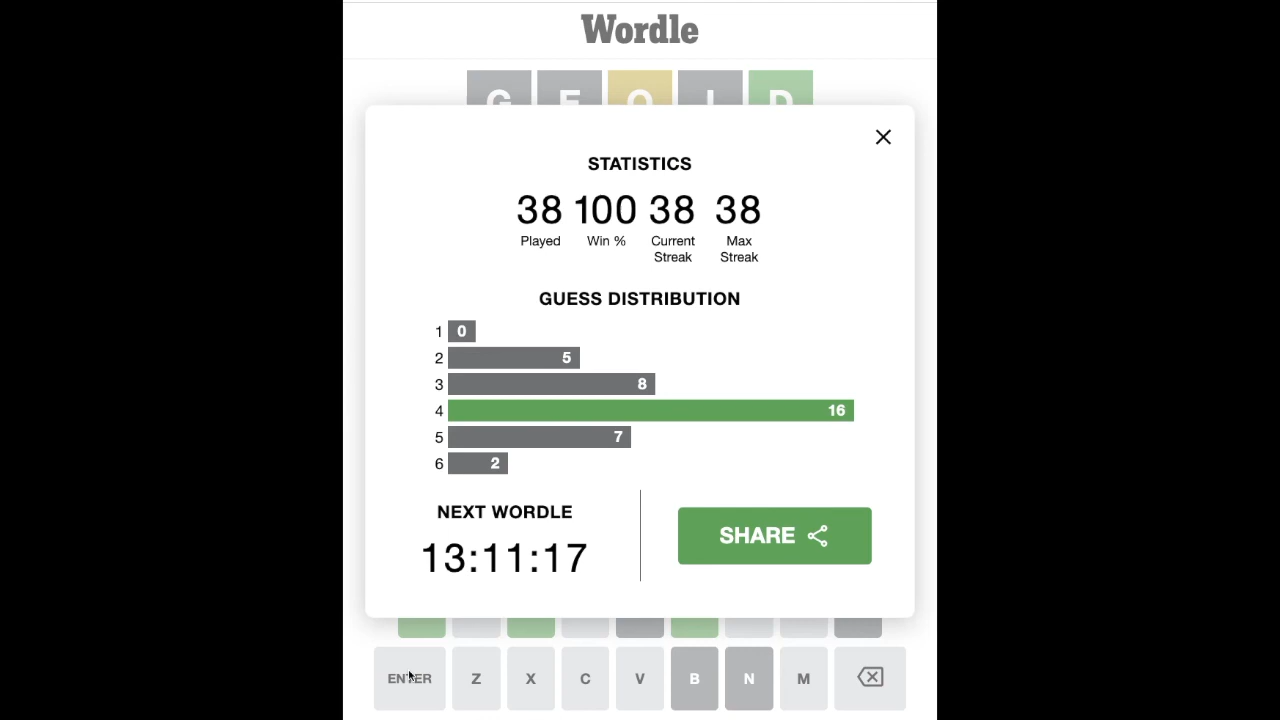 Wordle
STATISTICS
38 100 38 38
Played Win % Current Streak Max Streak
GUESS DISTRIBUTION
1 0
2 5
3 8
4 16
5 7
6 2
NEXT WORDLE
13:11:17
SHARE
ENTER Z X C V B N M